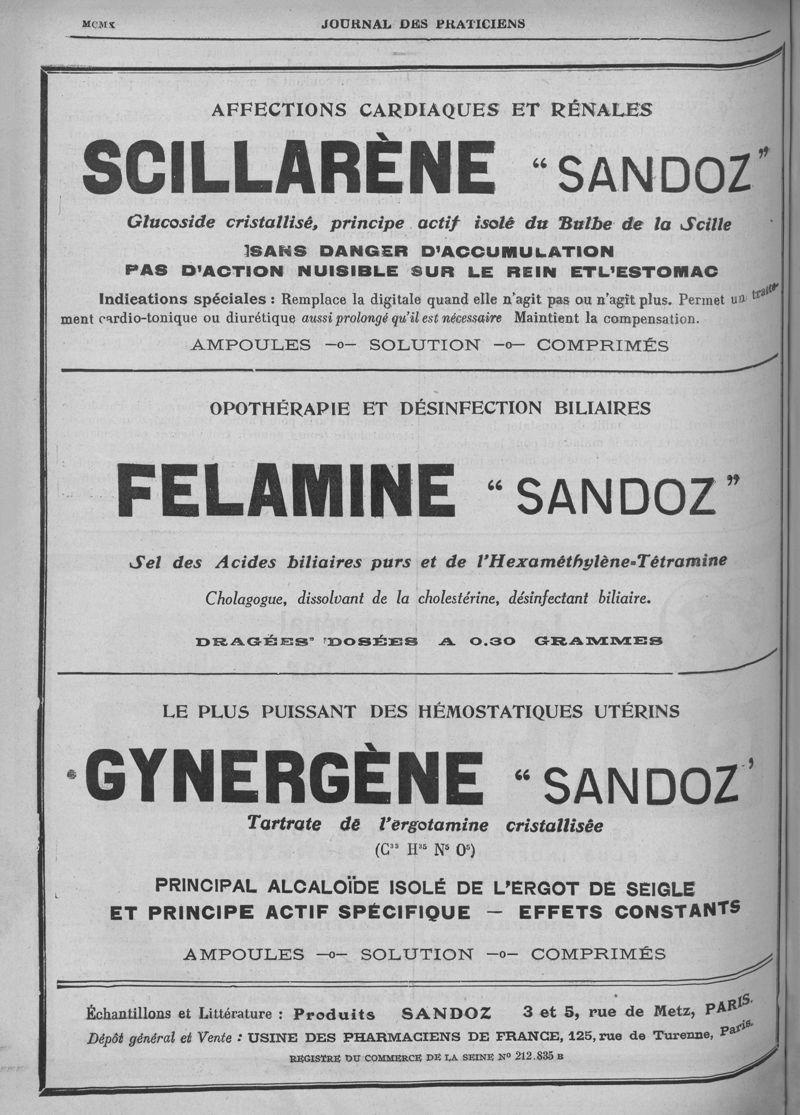 MCMX
JOURNAL DES PRATICIENS
AFFECTIONS CARDIAQUES ET RÉNALES
SCILLARÈNE “SANDOZ”
Glucoside cristallisé, principe actif isolé du Bulbe de la Scille
SANS DANGER D'ACCUMULATION
PAS D'ACTION NUISIBLE SUR LE REIN ETL'ESTOMAC
Indications spéciales : Remplace la digitale quand elle n'agit pas ou n'agit plus. Permet un traite-
ment cardio-tonique ou diurétique aussi prolongé qu'il est nécessaire Maintient la compensation.
AMPOULES —o— SOLUTION —o— COMPRIMÉS
OPOTHÉRAPIE ET DÉSINFECTION BILIAIRES
FELAMINE “SANDOZ”
Sel des Acides biliaires purs et de l'Hexaméthylène-Tétramine
Cholagogue, dissolvant de la cholestérine, désinfectant biliaire.
DRAGÉES DOSÉES A 0.30 GRAMMES
LE PLUS PUISSANT DES HÉMOSTATIQUES UTÉRINS
GYNERGÈNE “SANDOZ’
Tartrate dé l'ergotamine cristallisée
(C³³ H³⁵ N⁵ O⁵)
PRINCIPAL ALCALOÏDE ISOLÉ DE L'ERGOT DE SEIGLE
ET PRINCIPE ACTIF SPÉCIFIQUE — EFFETS CONSTANTS
AMPOULES —o— SOLUTION —o— COMPRIMÉS
Échantillons et Littérature : Produits SANDOZ 3 et 5, rue de Metz, PARIS.
Dépôt général et Vente : USINE DES PHARMACIENS DE FRANCE, 125, rue de Turenne, Paris.
REGISTRE DU COMMERCE DE LA SEINE Nº 212.835 B